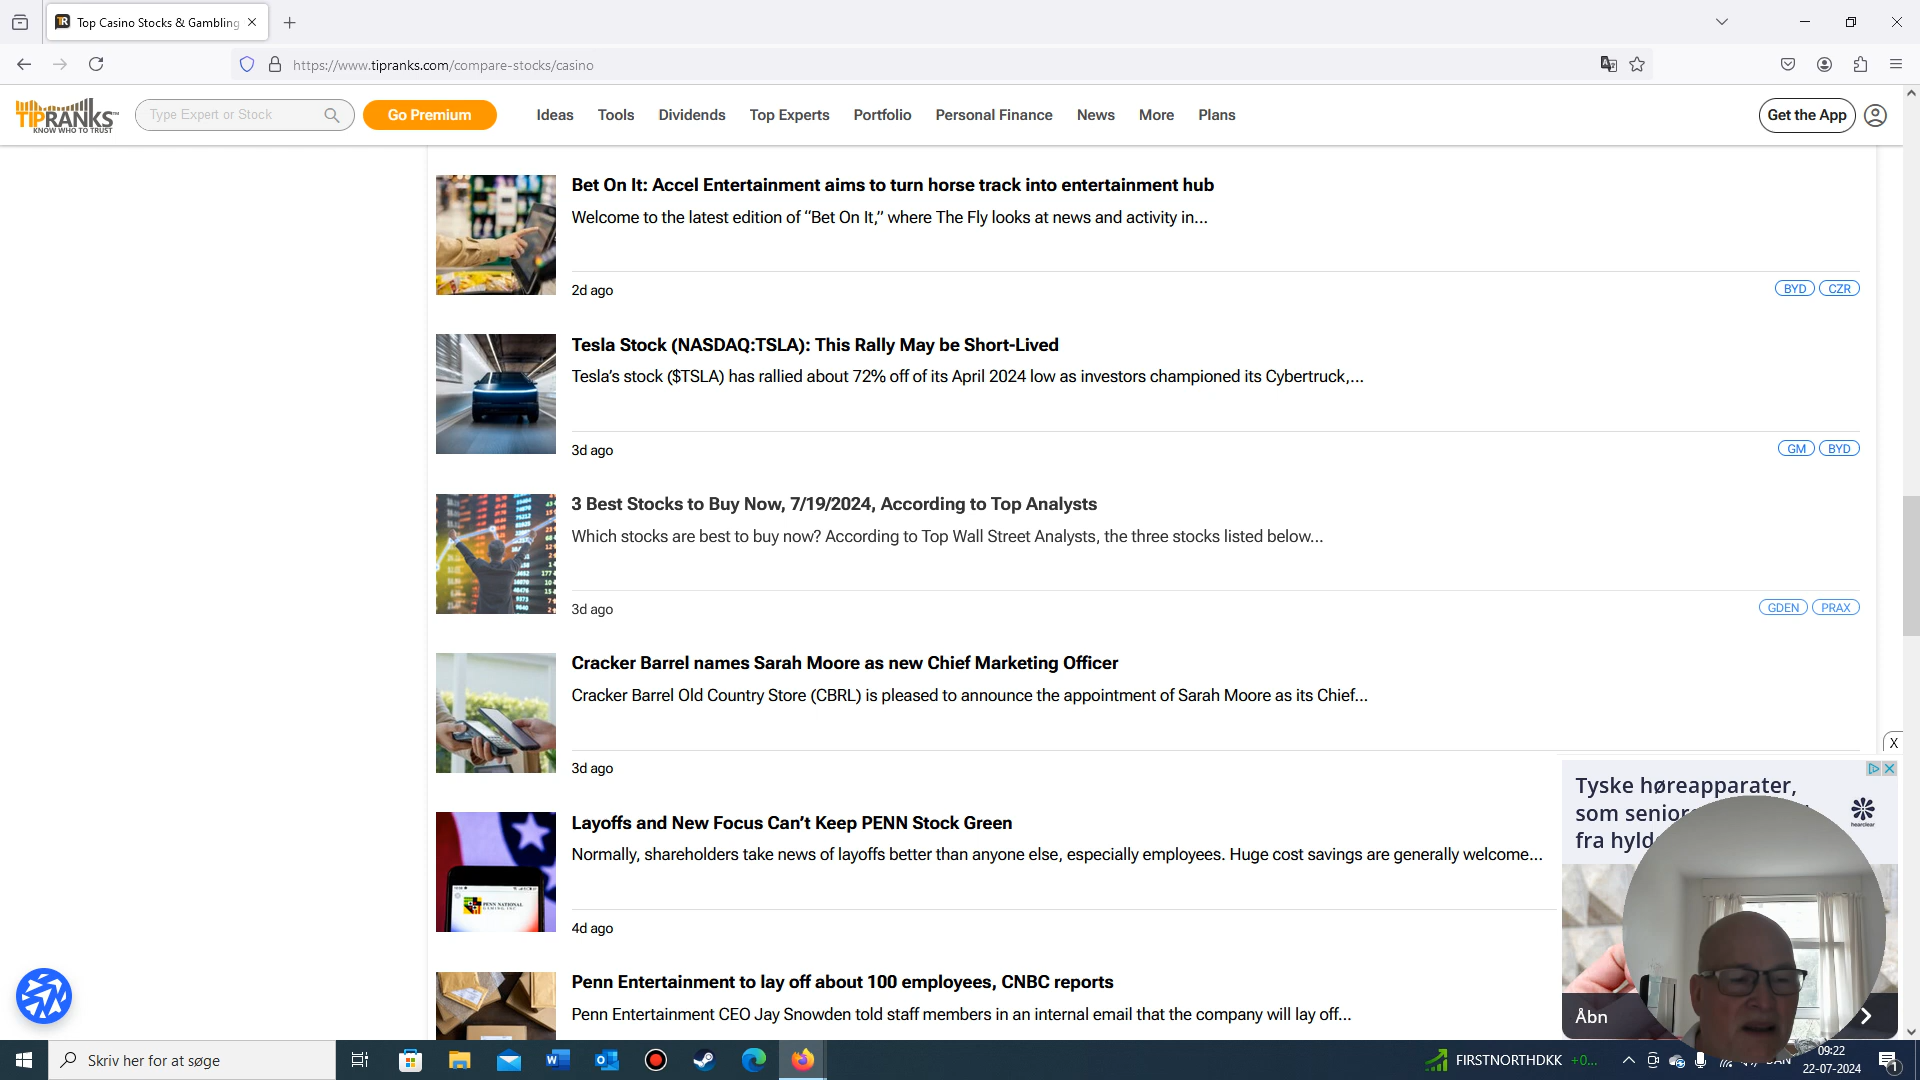 Top Casino Stocks & Gambling
https://www.tipranks.com/compare-stocks/casino
TIPRANKS
KNOW WHO TO TRUST
Type Expert or Stock
Go Premium
Ideas
Tools
Dividends
Top Experts
Portfolio
Personal Finance
News
More
Plans
Get the App
Bet On It: Accel Entertainment aims to turn horse track into entertainment hub
Welcome to the latest edition of “Bet On It,” where The Fly looks at news and activity in...
2d ago
BYD
CZR
Tesla Stock (NASDAQ:TSLA): This Rally May be Short-Lived
Tesla’s stock ($TSLA) has rallied about 72% off of its April 2024 low as investors championed its Cybertruck,...
3d ago
GM
BYD
3 Best Stocks to Buy Now, 7/19/2024, According to Top Analysts
Which stocks are best to buy now? According to Top Wall Street Analysts, the three stocks listed below...
3d ago
GDEN
PRAX
Cracker Barrel names Sarah Moore as new Chief Marketing Officer
Cracker Barrel Old Country Store (CBRL) is pleased to announce the appointment of Sarah Moore as its Chief...
3d ago
X
Layoffs and New Focus Can’t Keep PENN Stock Green
Normally, shareholders take news of layoffs better than anyone else, especially employees. Huge cost savings are generally welcome...
4d ago
Penn Entertainment to lay off about 100 employees, CNBC reports
Penn Entertainment CEO Jay Snowden told staff members in an internal email that the company will lay off...
Tyske høreapparater,
som
fra
hearclear
Åbn
Skriv her for at søge
FIRSTNORTHDKK +0...
09:22
22-07-2024
1